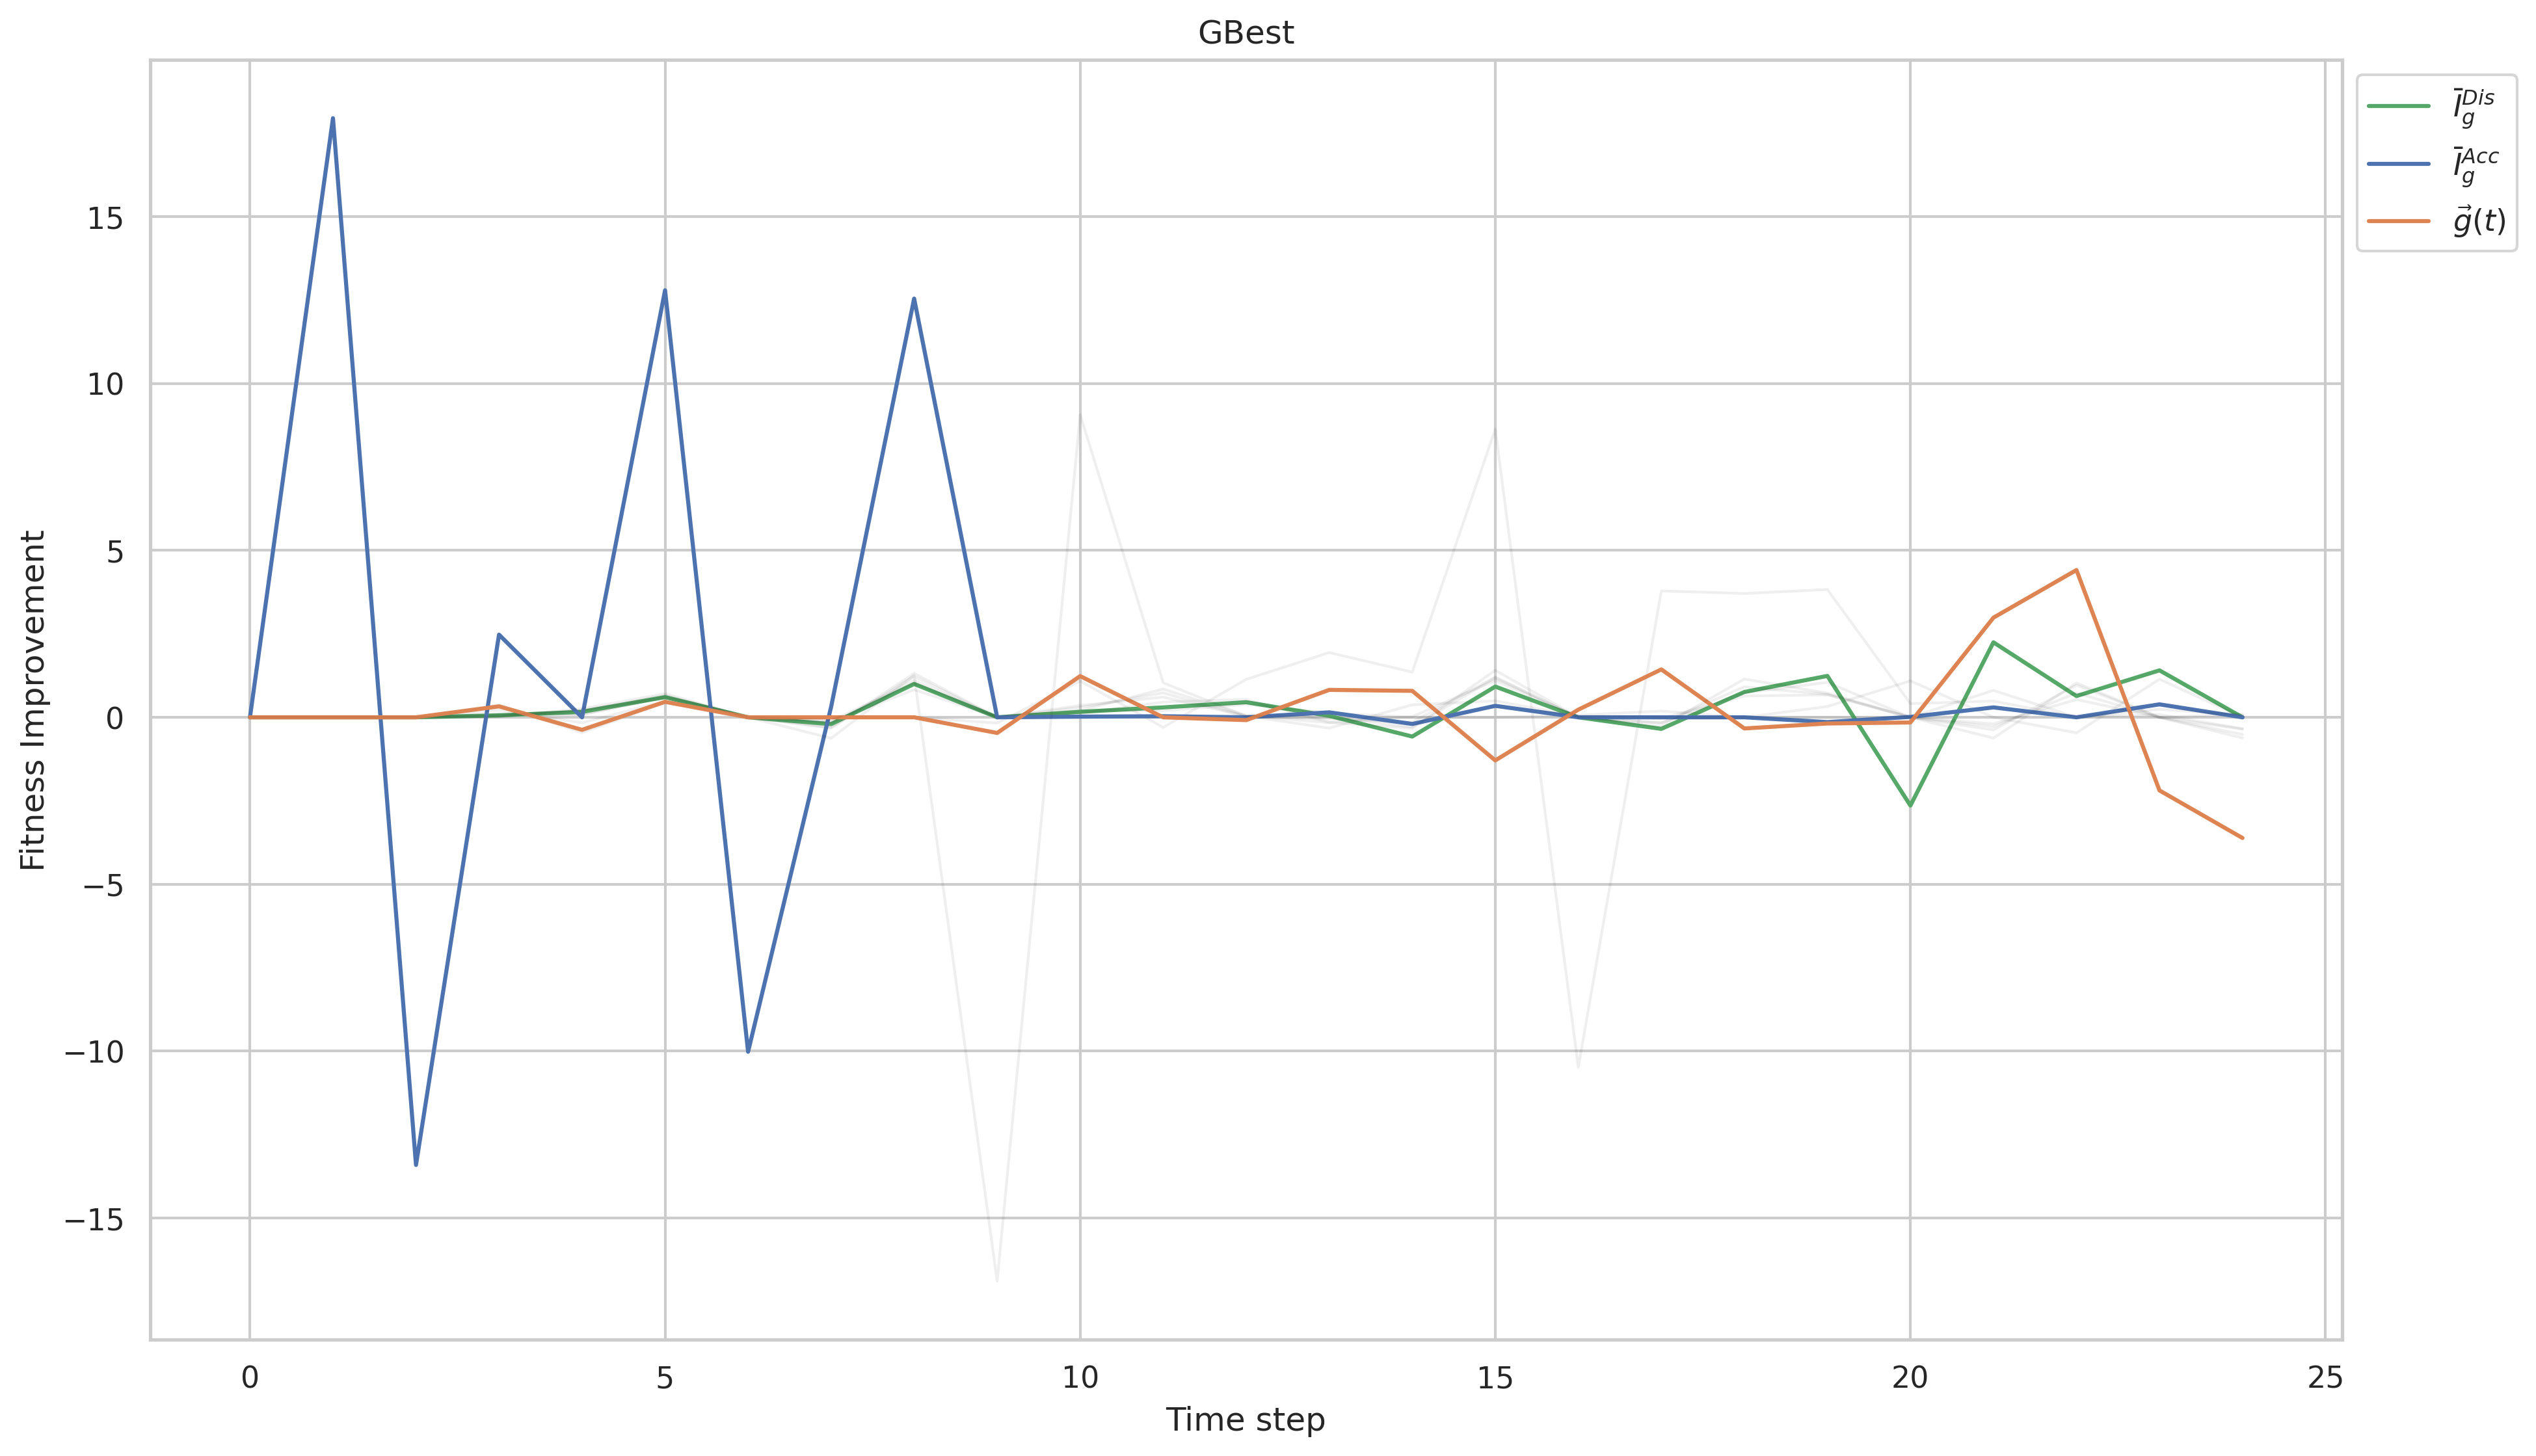 GBest
Fitness Improvement
15
10
5
0
−5
−10
−15
0 5 10 15 20 25
Time step
Ī_g^{Dis}
Ī_g^{Acc}
g⃗(t)